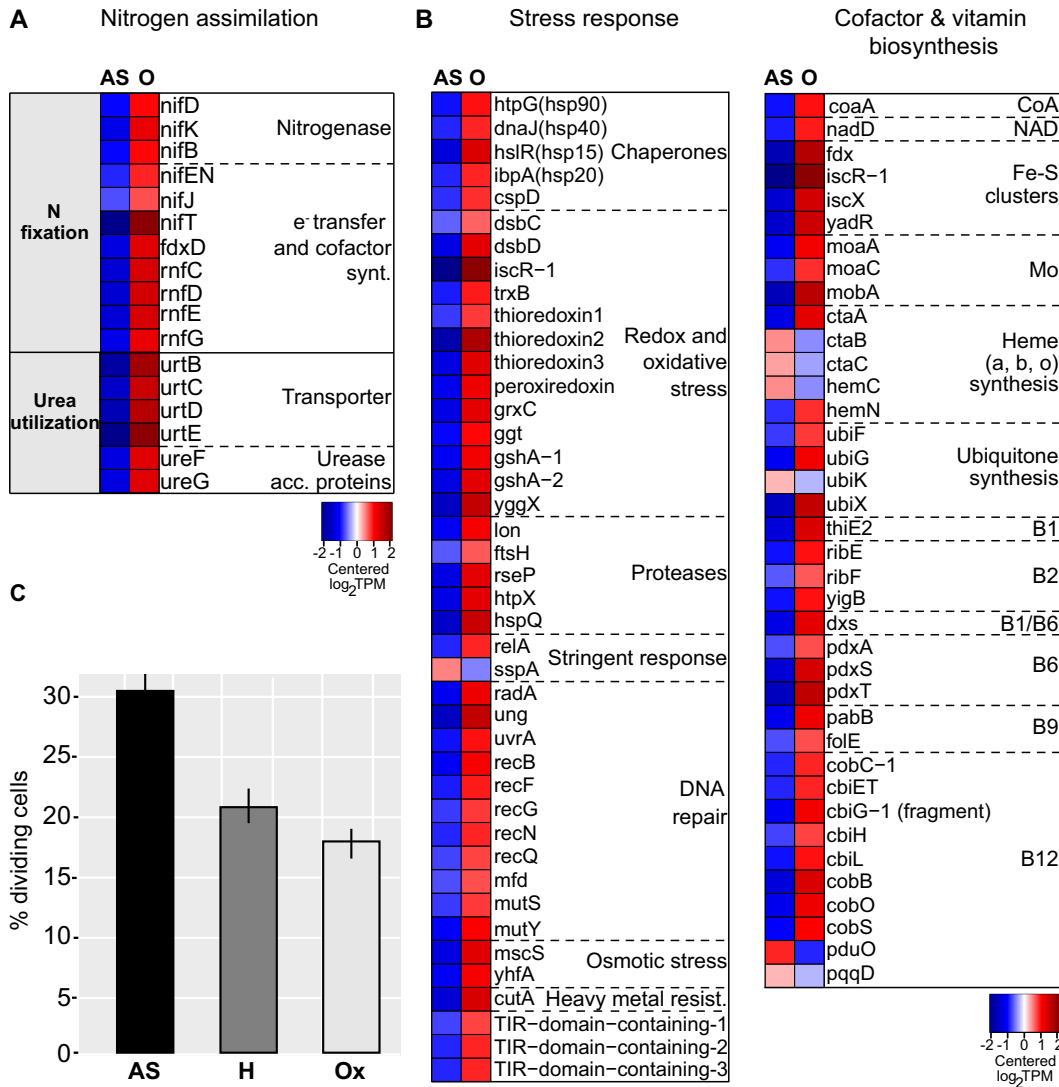 A
Nitrogen assimilation
AS O
N
fixation
nifD
nifK
nifB
Nitrogenase
nifEN
nifJ
nifT
fdxD
rnfC
rnfD
rnfE
rnfG
e- transfer
and cofactor
synt.
Urea
utilization
urtB
urtC
urtD
urtE
Transporter
ureF
ureG
Urease
acc. proteins
-2 -1 0 1 2
Centered
log2TPM
B
Stress response
AS O
htpG(hsp90)
dnaJ(hsp40)
hslR(hsp15)
ibpA(hsp20)
cspD
Chaperones
dsbC
dsbD
iscR−1
trxB
thioredoxin1
thioredoxin2
thioredoxin3
peroxiredoxin
grxC
ggt
gshA−1
gshA−2
yggX
Redox and
oxidative
stress
lon
ftsH
rseP
htpX
hspQ
Proteases
relA
sspA
Stringent response
radA
ung
uvrA
recB
recF
recG
recN
recQ
mfd
mutS
mutY
DNA
repair
mscS
yhfA
Osmotic stress
cutA
Heavy metal resist.
TIR−domain−containing-1
TIR−domain−containing-2
TIR−domain−containing-3
Cofactor & vitamin
biosynthesis
AS O
coaA
CoA
nadD
NAD
fdx
iscR−1
iscX
yadR
Fe-S
clusters
moaA
moaC
mobA
Mo
ctaA
ctaB
ctaC
hemC
hemN
Heme
(a, b, o)
synthesis
ubiF
ubiG
ubiK
ubiX
Ubiquitone
synthesis
thiE2
B1
ribE
ribF
yigB
B2
dxs
B1/B6
pdxA
pdxS
pdxT
B6
pabB
folE
B9
cobC−1
cbiET
cbiG−1 (fragment)
cbiH
cbiL
cobB
cobO
cobS
pduO
pqqD
B12
-2 -1 0 1 2
Centered
log2TPM
C
% dividing cells
30
25
20
15
10
5
0
AS H Ox